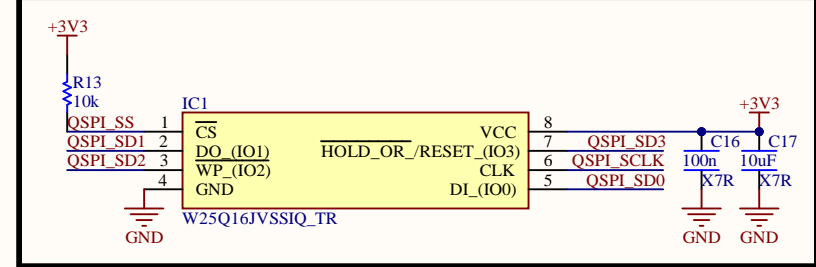 +3V3
R13
10k
IC1
+3V3
QSPI_SS 1 CS VCC 8 C16 C17
QSPI_SD1 2 DO_(IO1) HOLD_OR_/RESET_(IO3) 7 QSPI_SD3
QSPI_SD2 3 WP_(IO2) CLK 6 QSPI_SCLK 100n 10uF
4 GND DI_(IO0) 5 QSPI_SD0 X7R X7R
W25Q16JVSSIQ_TR
GND GND GND